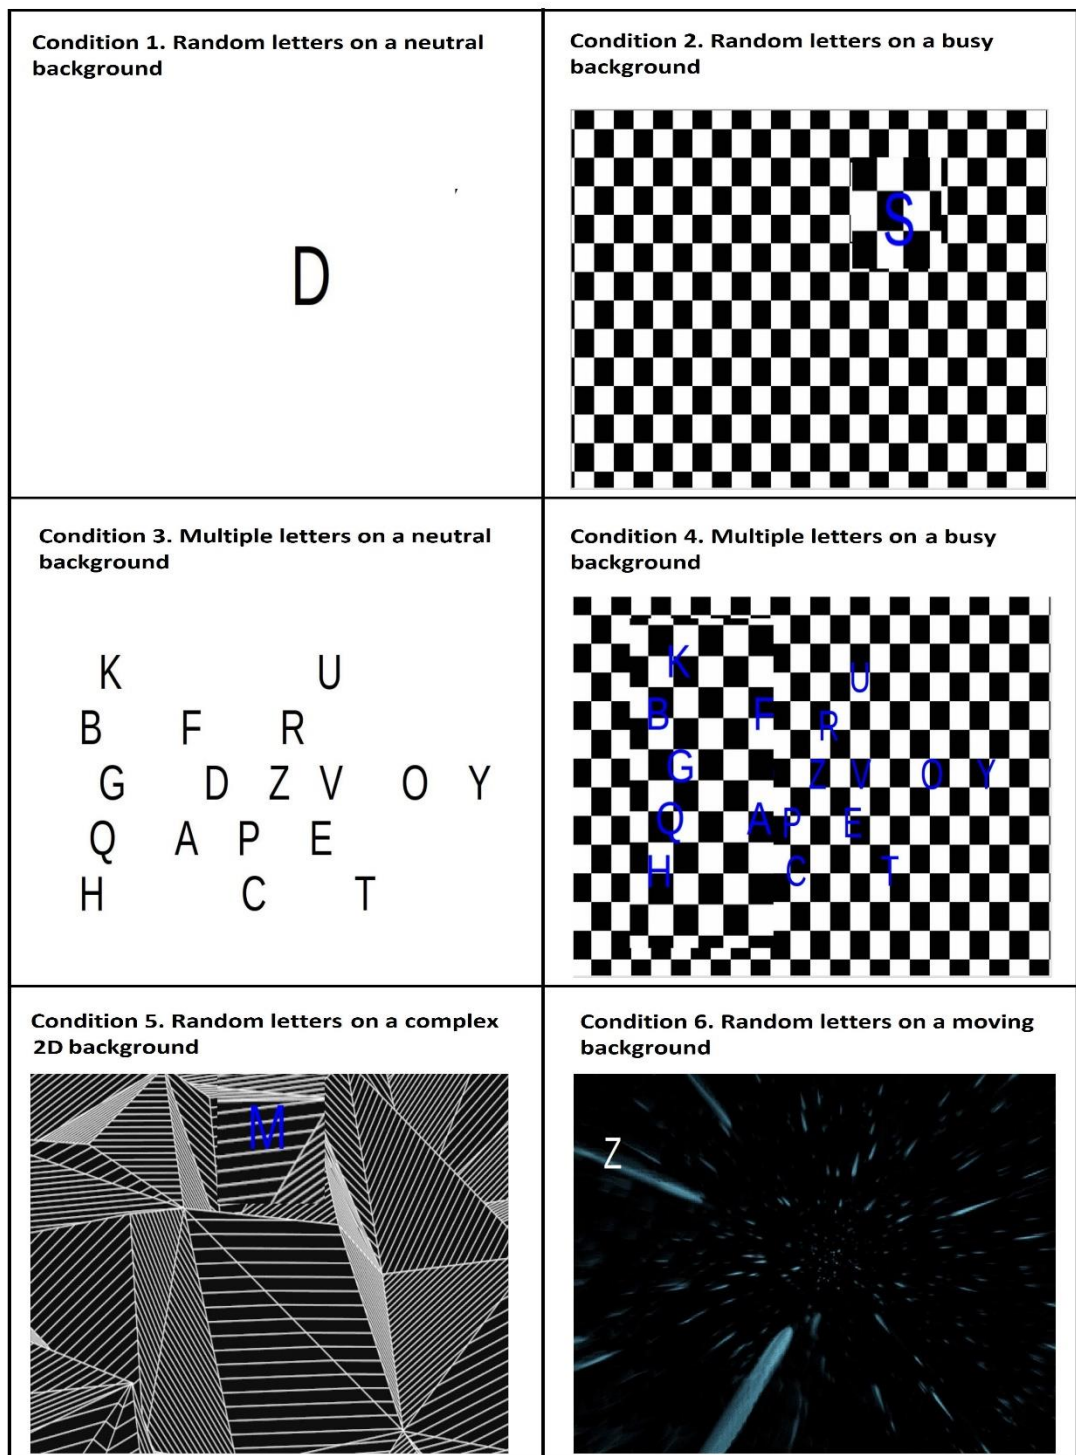 Condition 1. Random letters on a neutral
background
D
Condition 2. Random letters on a busy
background
S
Condition 3. Multiple letters on a neutral
background
K U
B F R
G D Z V O Y
Q A P E
H C T
Condition 4. Multiple letters on a busy
background
K U
B F R
G Z V O Y
Q A P E
H C T
Condition 5. Random letters on a complex
2D background
M
Condition 6. Random letters on a moving
background
Z